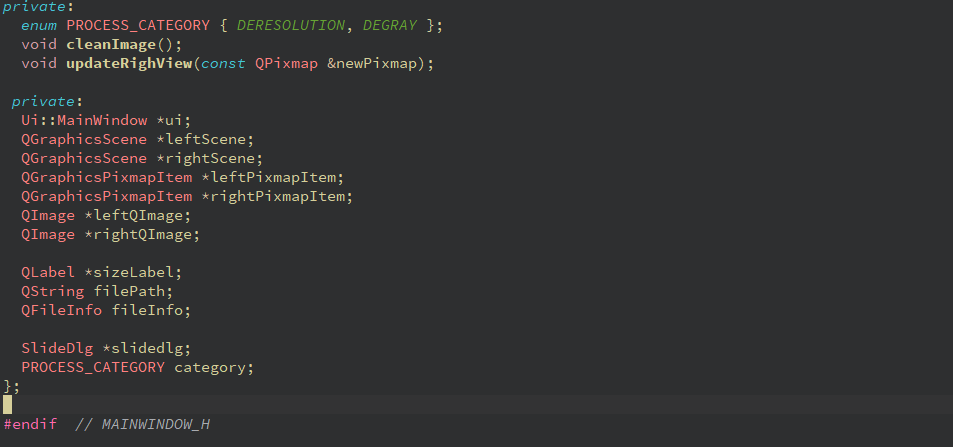 private:
  enum PROCESS_CATEGORY { DERESOLUTION, DEGRAY };
  void cleanImage();
  void updateRighView(const QPixmap &newPixmap);

 private:
  Ui::MainWindow *ui;
  QGraphicsScene *leftScene;
  QGraphicsScene *rightScene;
  QGraphicsPixmapItem *leftPixmapItem;
  QGraphicsPixmapItem *rightPixmapItem;
  QImage *leftQImage;
  QImage *rightQImage;

  QLabel *sizeLabel;
  QString filePath;
  QFileInfo fileInfo;

  SlideDlg *slidedlg;
  PROCESS_CATEGORY category;
};

#endif  // MAINWINDOW_H